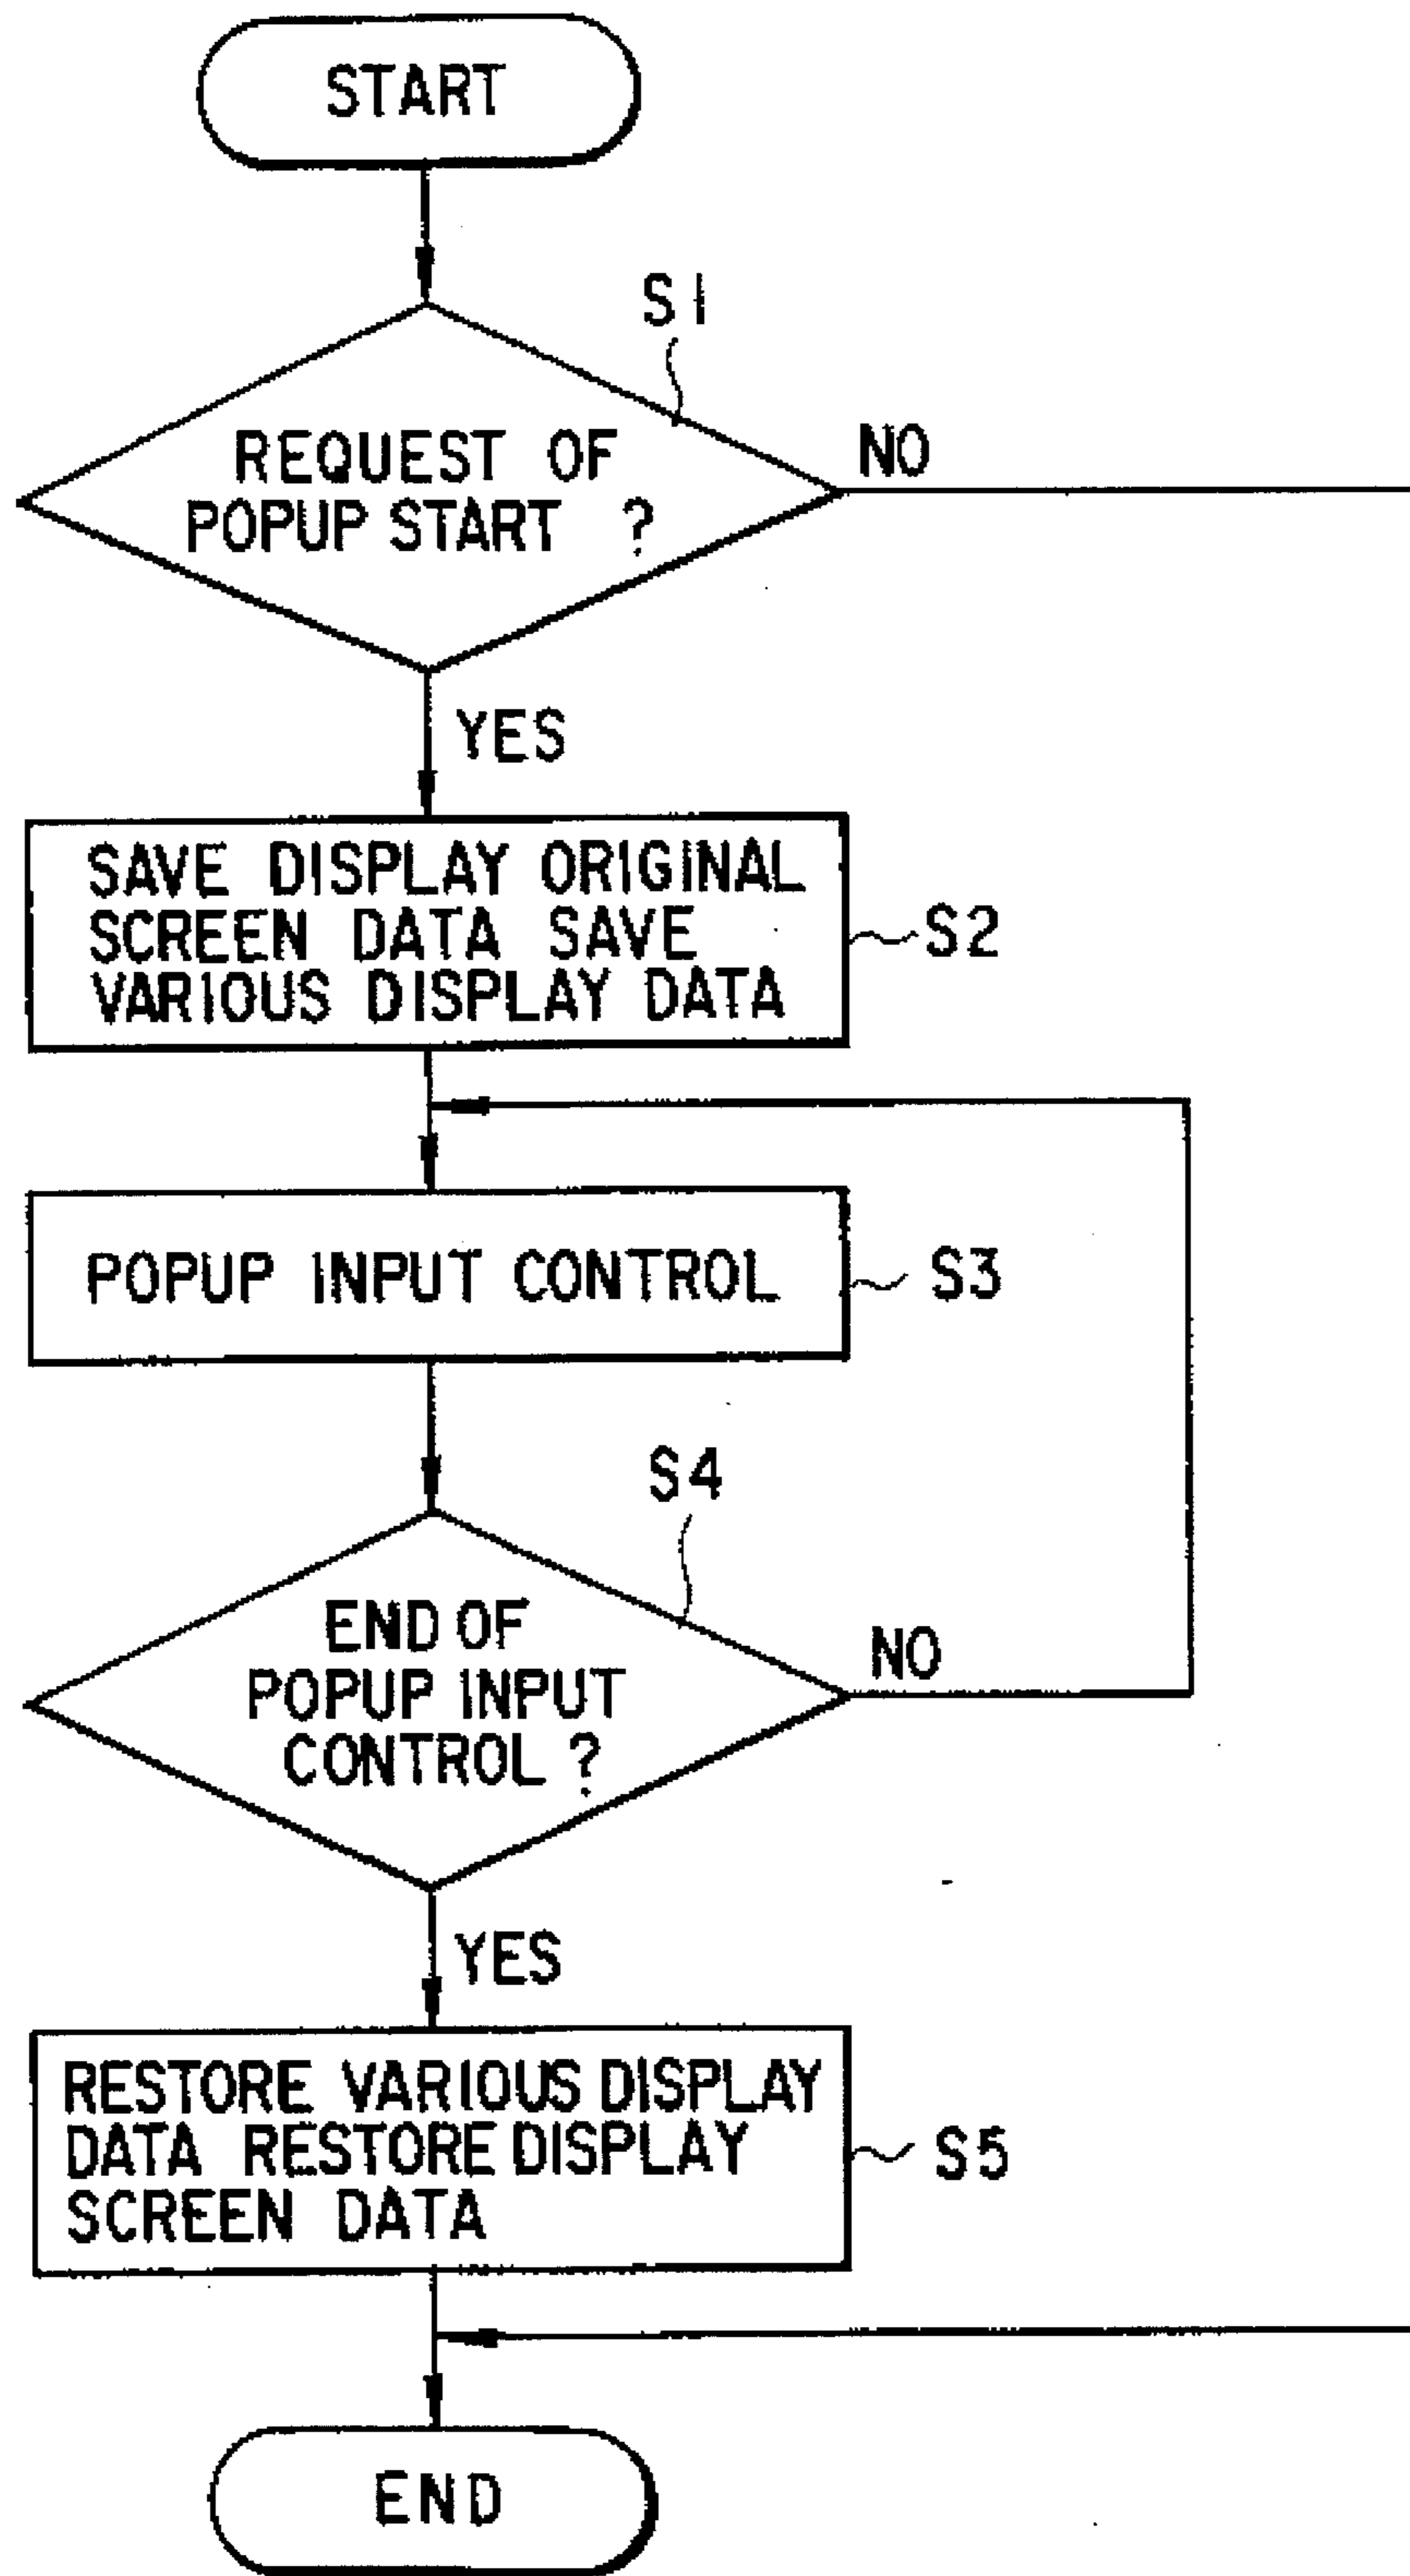 START
S1
REQUEST OF
POPUP START ?
NO
YES
SAVE DISPLAY ORIGINAL
SCREEN DATA SAVE
VARIOUS DISPLAY DATA
S2
POPUP INPUT CONTROL
S3
S4
END OF
POPUP INPUT
CONTROL ?
NO
YES
RESTORE VARIOUS DISPLAY
DATA RESTORE DISPLAY
SCREEN DATA
S5
END